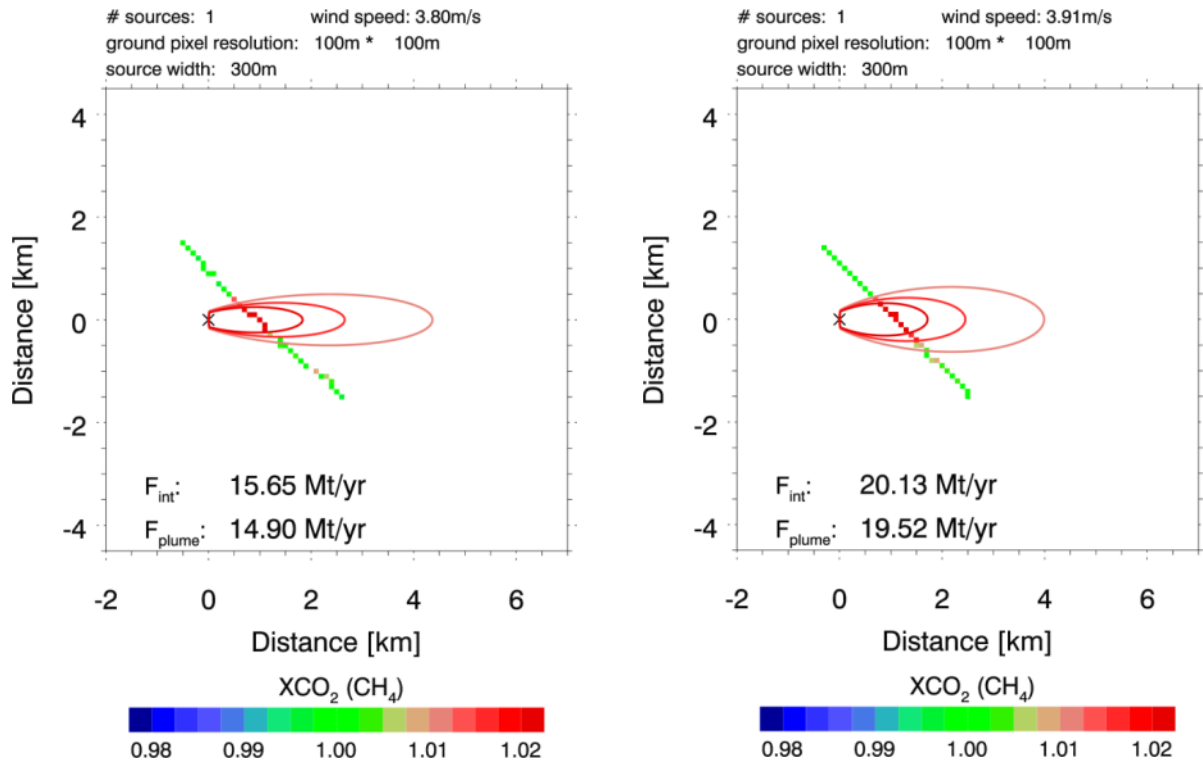 # sources: 1 wind speed: 3.80m/s
ground pixel resolution: 100m * 100m
source width: 300m
4
2
0
-2
-4
Distance [km]
F_int: 15.65 Mt/yr
F_plume: 14.90 Mt/yr
-2 0 2 4 6
Distance [km]
XCO₂ (CH₄)
0.98 0.99 1.00 1.01 1.02
# sources: 1 wind speed: 3.91m/s
ground pixel resolution: 100m * 100m
source width: 300m
4
2
0
-2
-4
Distance [km]
F_int: 20.13 Mt/yr
F_plume: 19.52 Mt/yr
-2 0 2 4 6
Distance [km]
XCO₂ (CH₄)
0.98 0.99 1.00 1.01 1.02